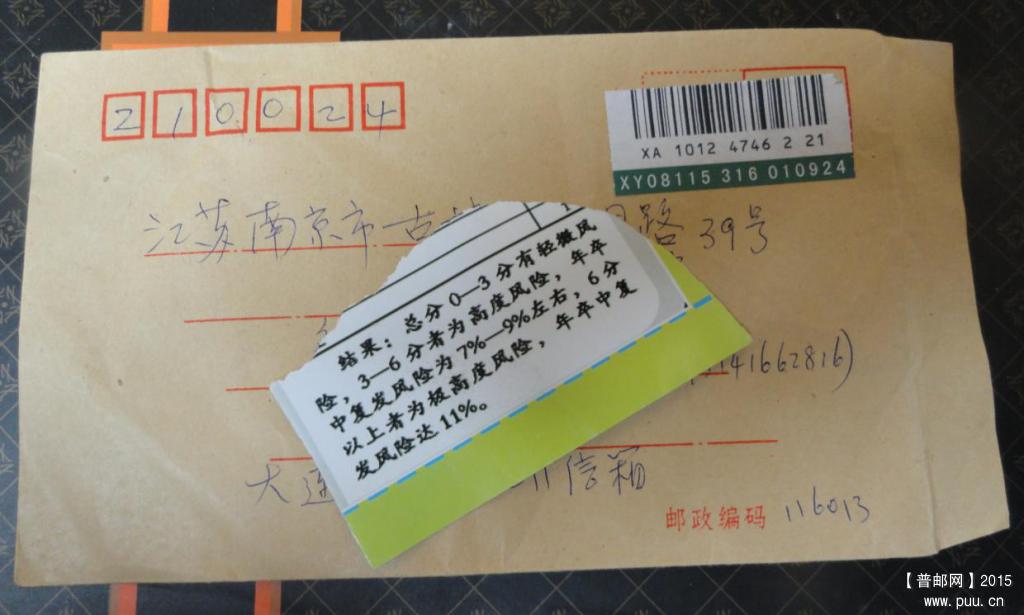 210024
XA 1012 4746 2 21
XY08115 316 010924
江苏南京市古
路39号
结果：总分0—3分有轻微风
险，3—6分者为高度风险，年卒
中复发风险为7%—9%左右，6分
以上者为极高度风险，年卒中复
发风险达11%。
141662816)
大连
11信箱
邮政编码 116013
【普邮网】2015
www.puu.cn